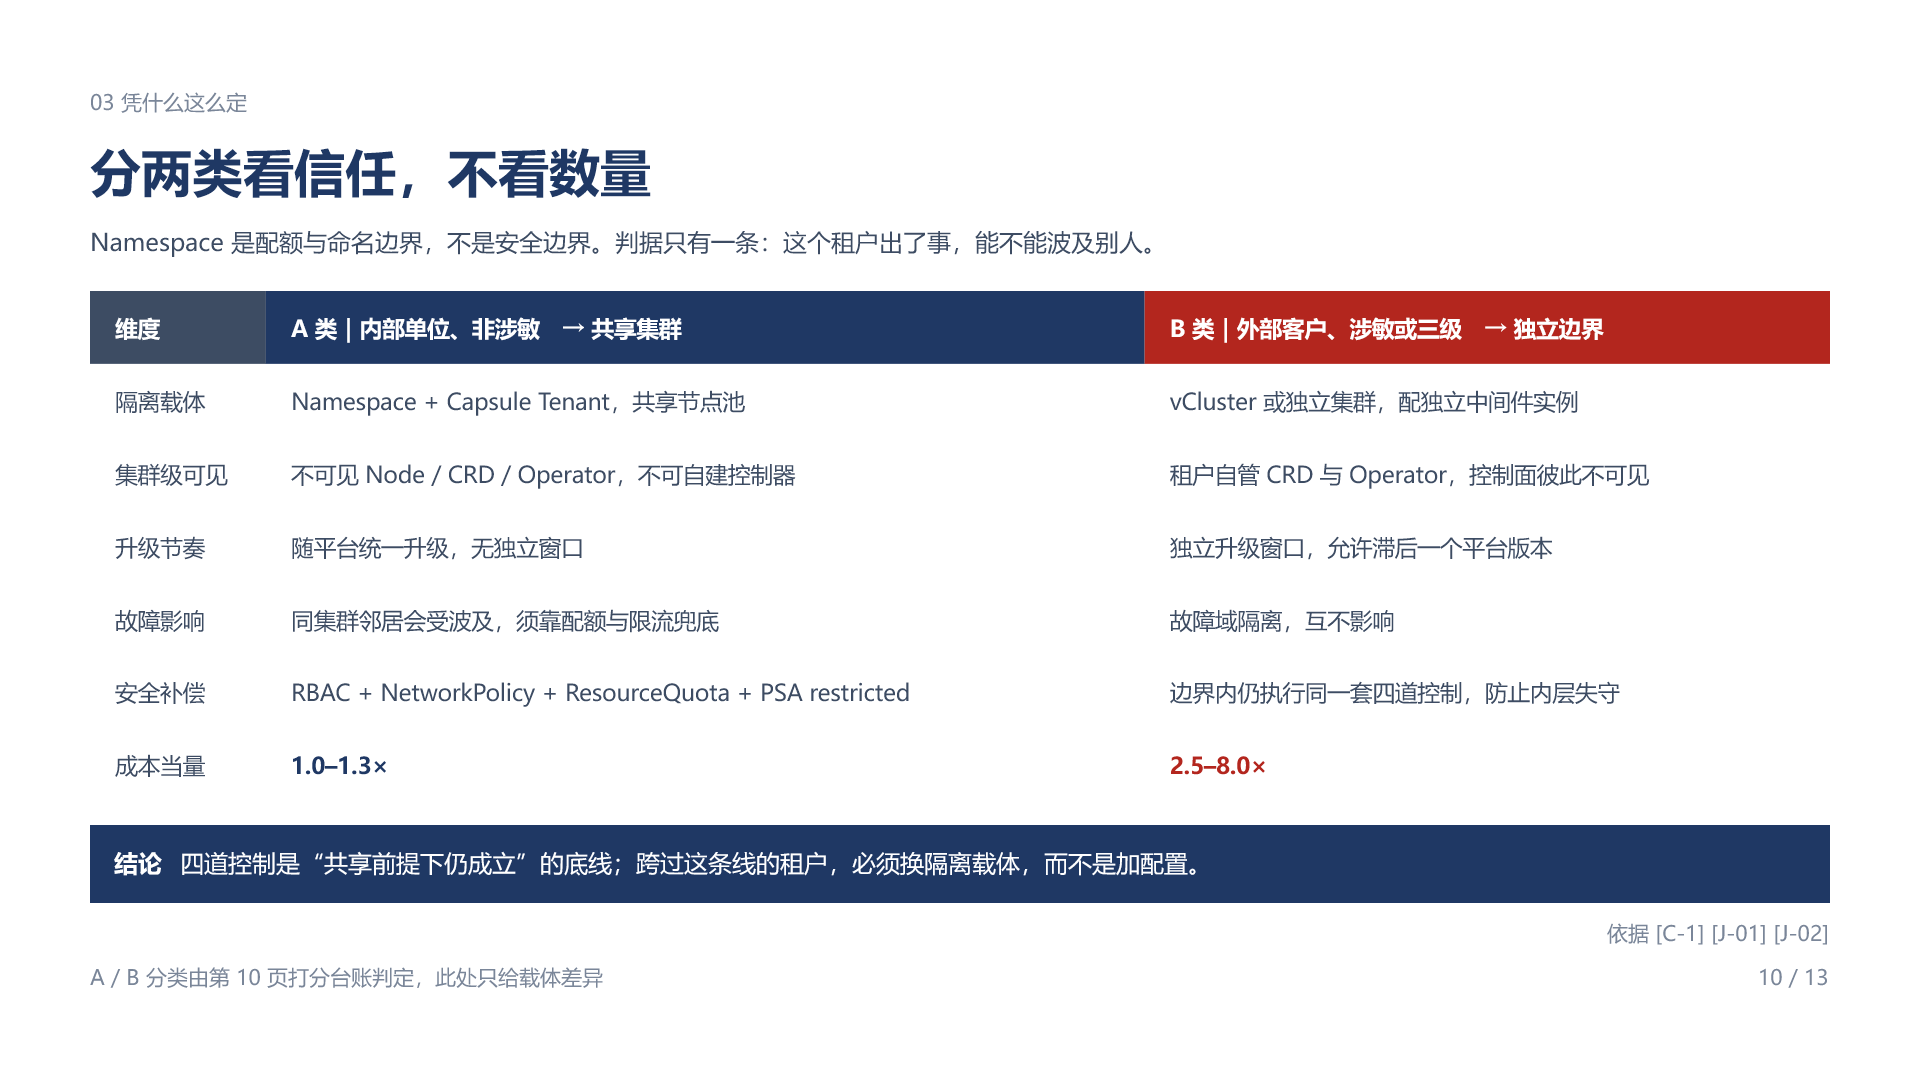 03 凭什么这么定
分两类看信任，不看数量
Namespace 是配额与命名边界，不是安全边界。判据只有一条：这个租户出了事，能不能波及别人。
维度
A 类｜内部单位、非涉敏 → 共享集群
B 类｜外部客户、涉敏或三级 → 独立边界
隔离载体
Namespace + Capsule Tenant，共享节点池
vCluster 或独立集群，配独立中间件实例
集群级可见
不可见 Node / CRD / Operator，不可自建控制器
租户自管 CRD 与 Operator，控制面彼此不可见
升级节奏
随平台统一升级，无独立窗口
独立升级窗口，允许滞后一个平台版本
故障影响
同集群邻居会受波及，须靠配额与限流兜底
故障域隔离，互不影响
安全补偿
RBAC + NetworkPolicy + ResourceQuota + PSA restricted
边界内仍执行同一套四道控制，防止内层失守
成本当量
1.0–1.3×
2.5–8.0×
结论 四道控制是“共享前提下仍成立”的底线；跨过这条线的租户，必须换隔离载体，而不是加配置。
依据 [C-1] [J-01] [J-02]
A / B 分类由第 10 页打分台账判定，此处只给载体差异
10 / 13